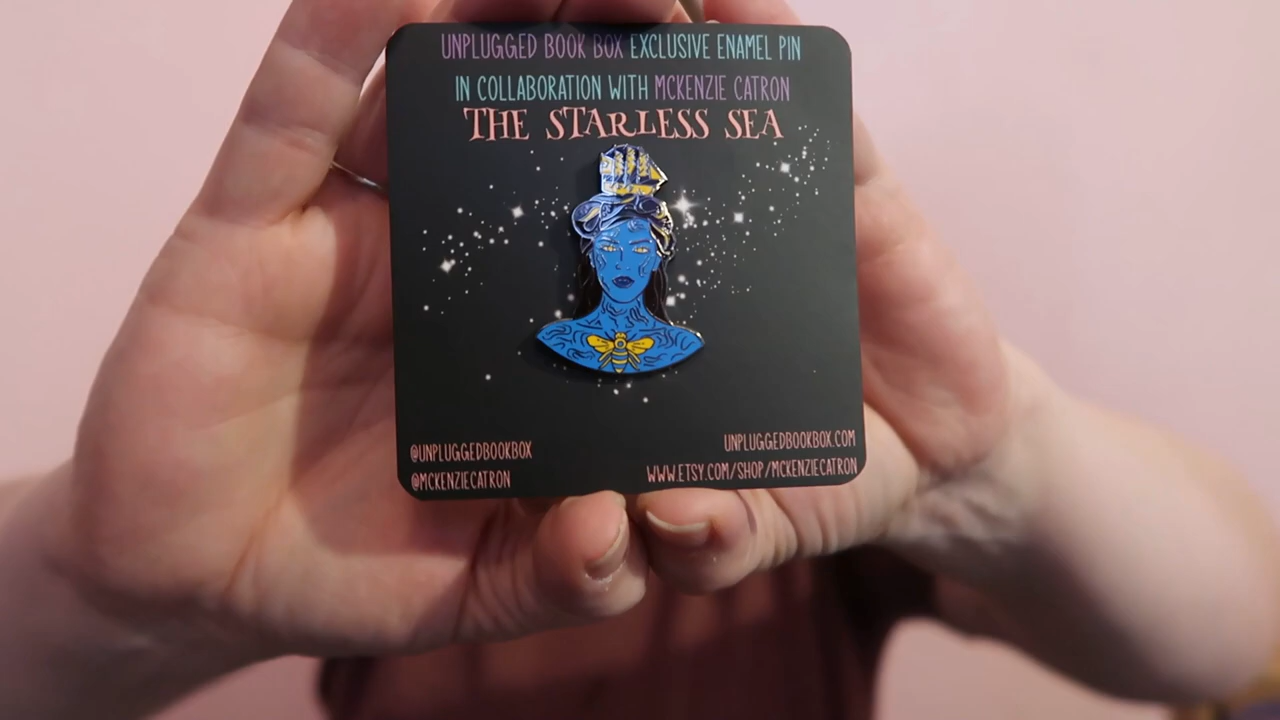 UNPLUGGED BOOK BOX EXCLUSIVE ENAMEL PIN
IN COLLABORATION WITH MCKENZIE CATRON
THE STARLESS SEA
@UNPLUGGEDBOOKBOX
@MCKENZIECATRON
UNPLUGGEDBOOKBOX.COM
WWW.ETSY.COM/SHOP/MCKENZIECATRON